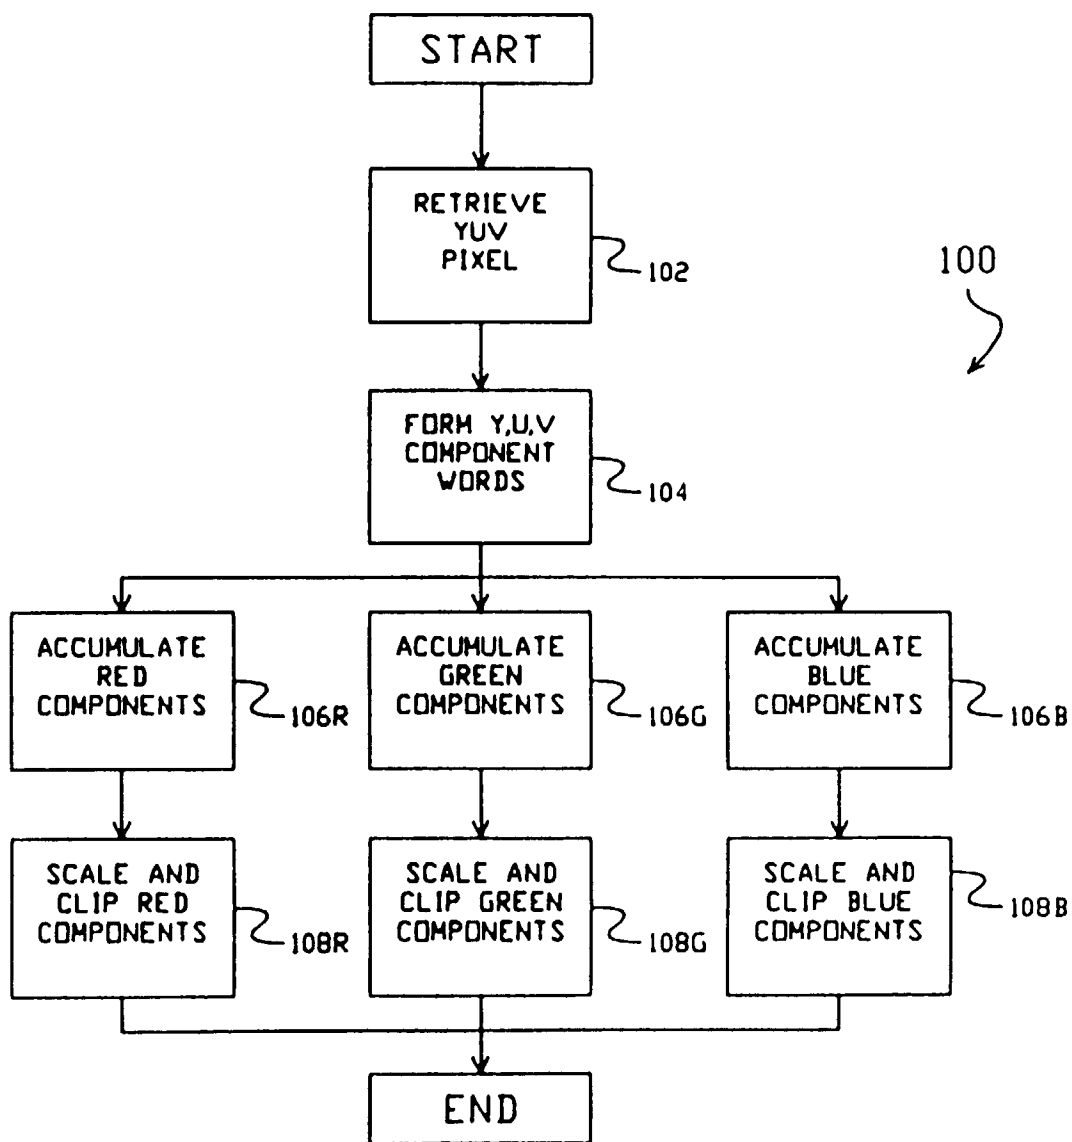 START
RETRIEVE
YUV
PIXEL
102
100
FORM Y,U,V
COMPONENT
WORDS
104
ACCUMULATE
RED
COMPONENTS
106R
ACCUMULATE
GREEN
COMPONENTS
106G
ACCUMULATE
BLUE
COMPONENTS
106B
SCALE AND
CLIP RED
COMPONENTS
108R
SCALE AND
CLIP GREEN
COMPONENTS
108G
SCALE AND
CLIP BLUE
COMPONENTS
108B
END